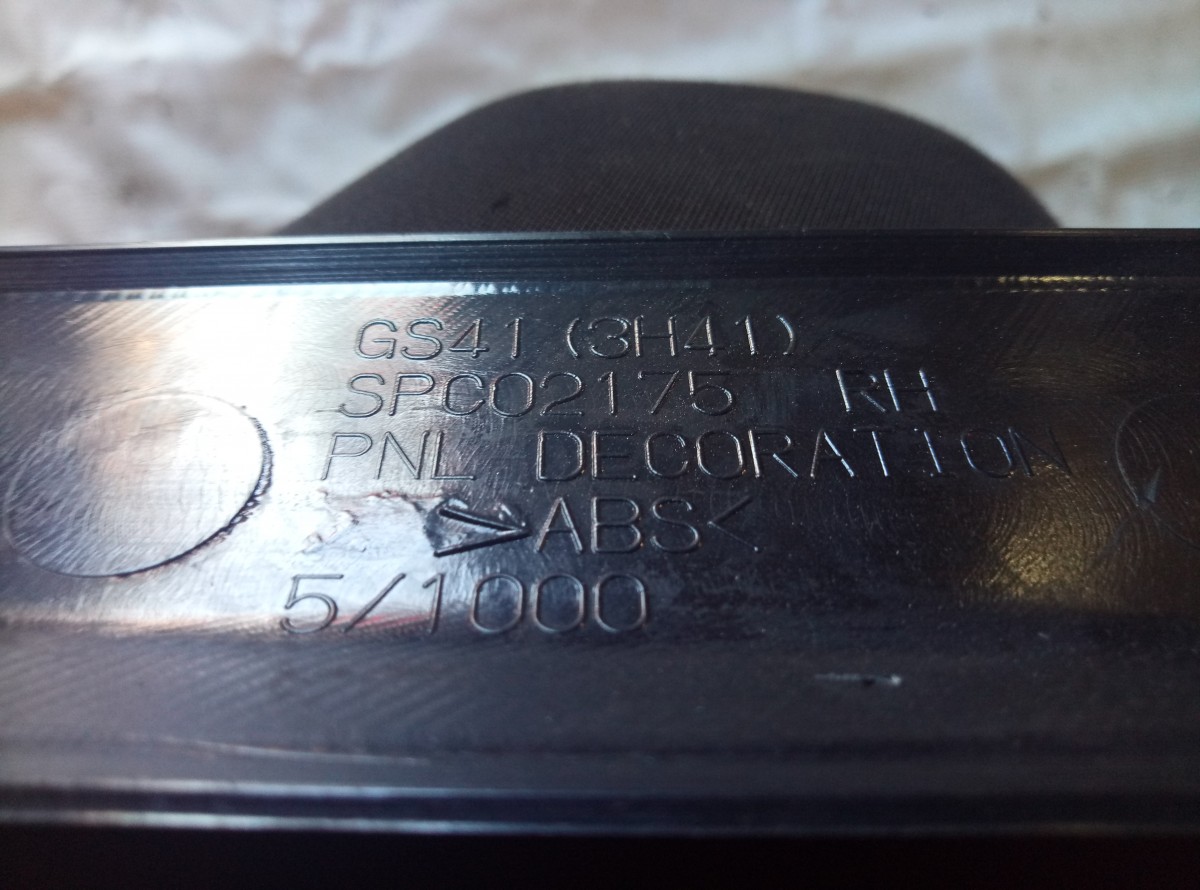 GS41 (3H41)
SPC02175 RH
PNL DECORATION
>ABS<
5/1000